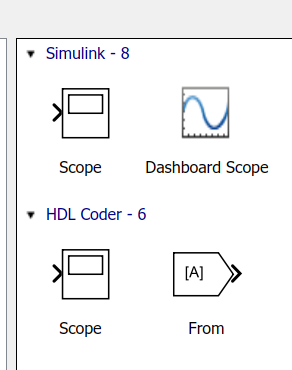 Simulink - 8
Scope
Dashboard Scope
HDL Coder - 6
[A]
Scope
From